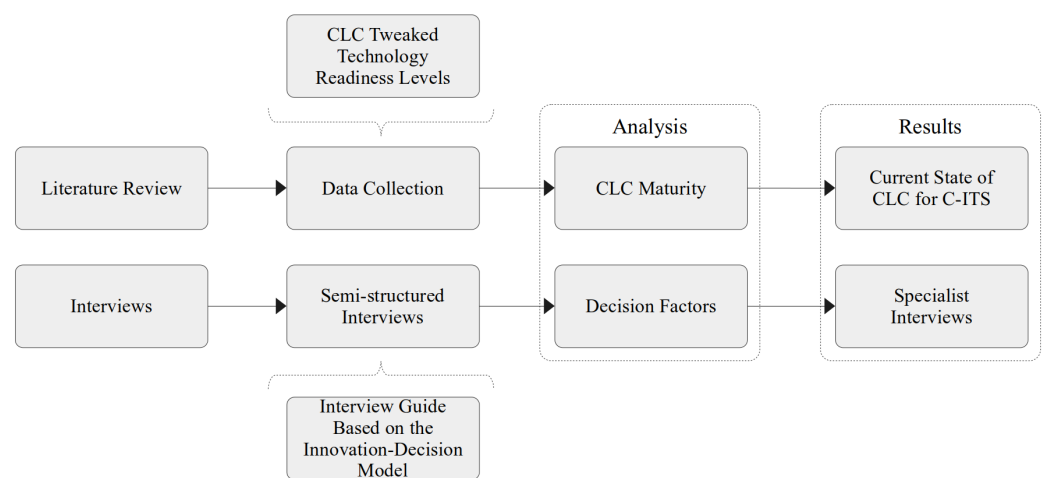 CLC Tweaked
Technology
Readiness Levels
Analysis
Results
Literature Review
Data Collection
CLC Maturity
Current State of
CLC for C-ITS
Interviews
Semi-structured
Interviews
Decision Factors
Specialist
Interviews
Interview Guide
Based on the
Innovation-Decision
Model